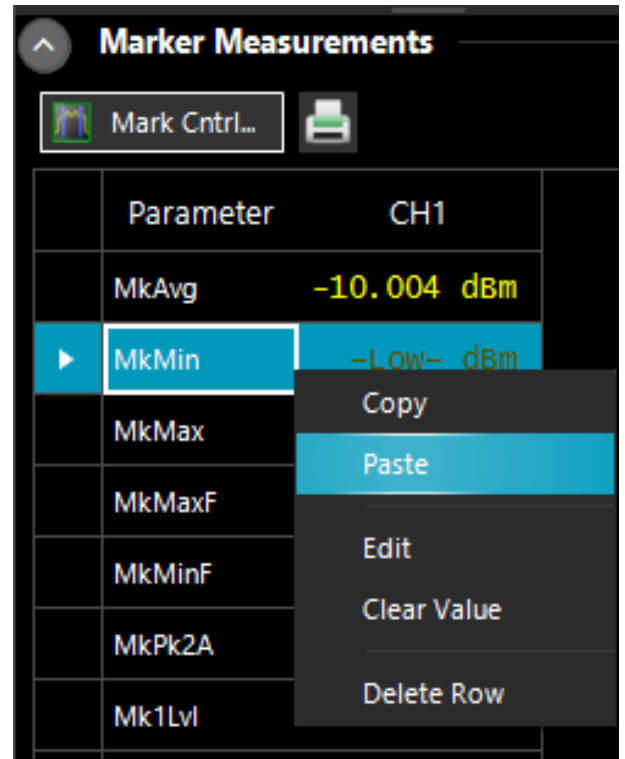 Marker Measurements
Mark Cntrl...
Parameter CH1
MkAvg -10.004 dBm
MkMin -Low- dBm
MkMax
MkMaxF
MkMinF
MkPk2A
Mk1Lvl
Copy
Paste
Edit
Clear Value
Delete Row